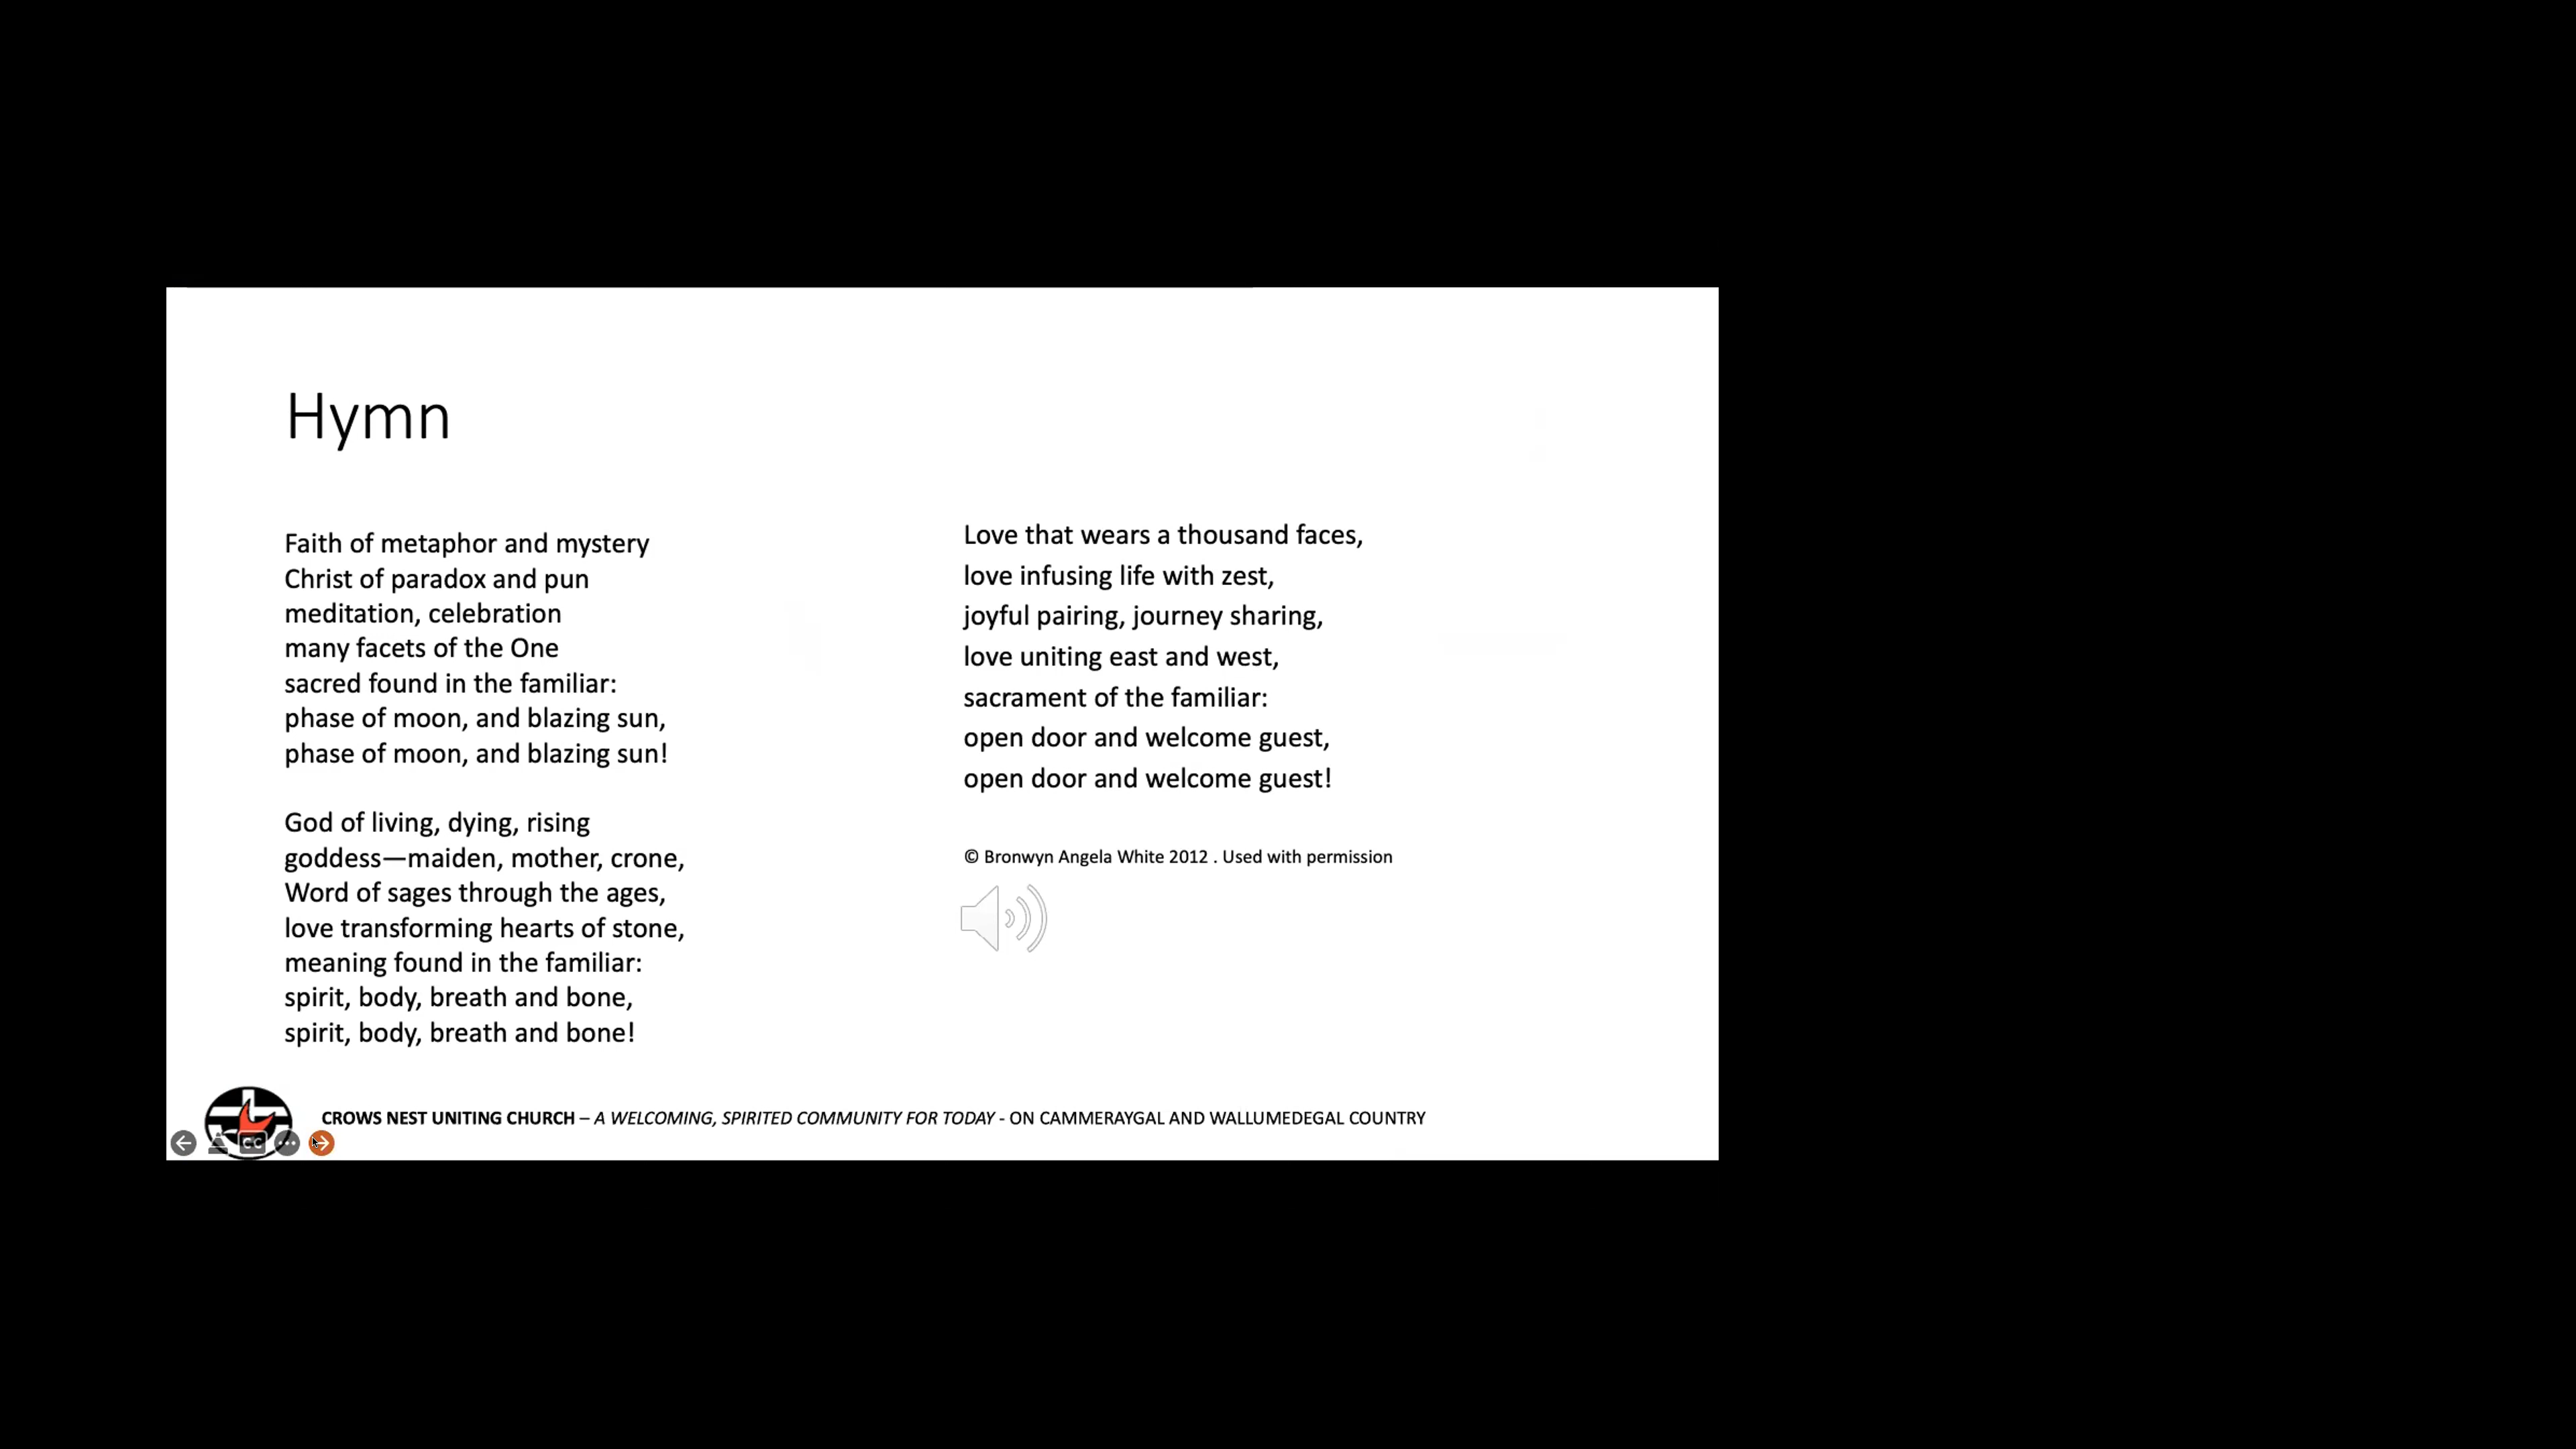 Hymn
Faith of metaphor and mystery
Christ of paradox and pun
meditation, celebration
many facets of the One
sacred found in the familiar:
phase of moon, and blazing sun,
phase of moon, and blazing sun!
God of living, dying, rising
goddess—maiden, mother, crone,
Word of sages through the ages,
love transforming hearts of stone,
meaning found in the familiar:
spirit, body, breath and bone,
spirit, body, breath and bone!
Love that wears a thousand faces,
love infusing life with zest,
joyful pairing, journey sharing,
love uniting east and west,
sacrament of the familiar:
open door and welcome guest,
open door and welcome guest!
© Bronwyn Angela White 2012 . Used with permission
CROWS NEST UNITING CHURCH – A WELCOMING, SPIRITED COMMUNITY FOR TODAY - ON CAMMERAYGAL AND WALLUMEDEGAL COUNTRY
CC